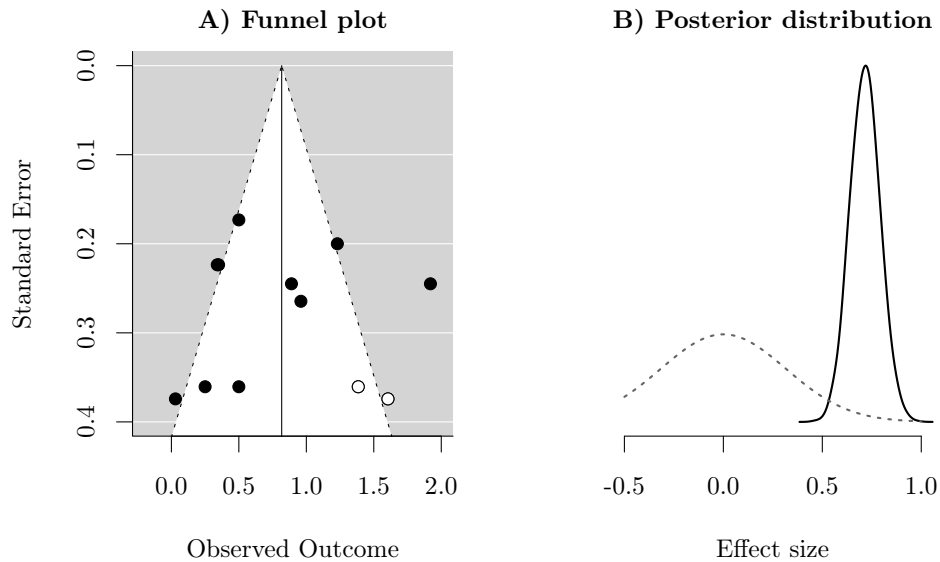 A) Funnel plot
Standard Error
0.0
0.1
0.2
0.3
0.4
0.0 0.5 1.0 1.5 2.0
Observed Outcome
B) Posterior distribution
-0.5 0.0 0.5 1.0
Effect size